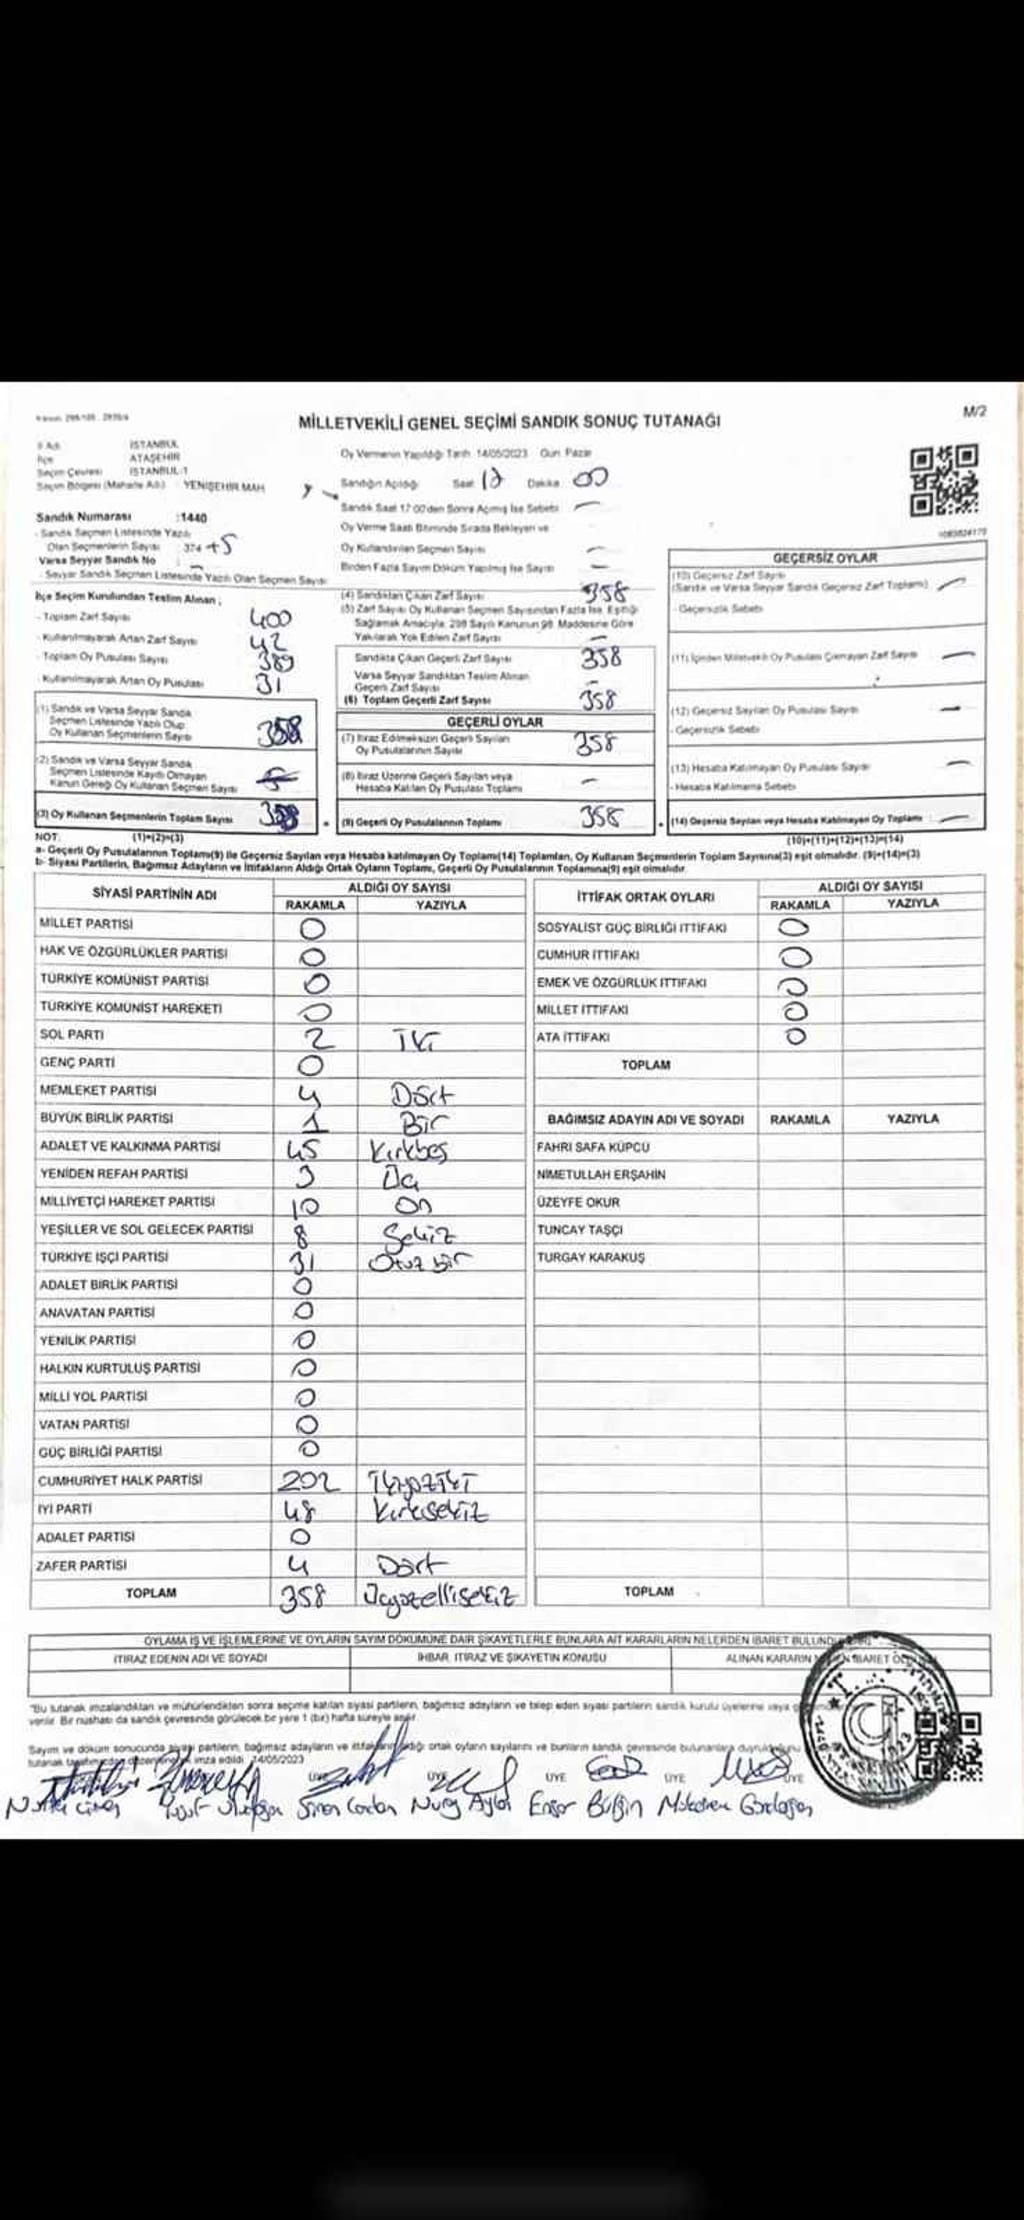 M/2
MİLLETVEKİLİ GENEL SEÇİMİ SANDIK SONUÇ TUTANAĞI
İl Adı İSTANBUL
İlçe ATAŞEHİR
Seçim Çevresi İSTANBUL-1
Seçim Bölgesi (Mahalle Adı) YENİŞEHİR MAH
Oy Vermenin Yapıldığı Tarih 14/05/2023 Gün Pazar
Sandığın Açıldığı Saat 17 Dakika 00
Sandık Saat 17:00'den Sonra Açılmış İse Sebebi —
Oy Verme Saati Bitiminde Sırada Bekleyen ve
Oy Kullandırılan Seçmen Sayısı —
Birden Fazla Sayım Döküm Yapılmış İse Sayısı —
Sandık Numarası :1440
- Sandık Seçmen Listesinde Yazılı
Olan Seçmenlerin Sayısı : 374 +5
Varsa Seyyar Sandık No : —
- Seyyar Sandık Seçmen Listesinde Yazılı Olan Seçmen Sayısı
İlçe Seçim Kurulundan Teslim Alınan ;
- Toplam Zarf Sayısı 400
- Kullanılmayarak Artan Zarf Sayısı 42
- Toplam Oy Pusulası Sayısı 389
- Kullanılmayarak Artan Oy Pusulası 31
(1) Sandık ve Varsa Seyyar Sandık
Seçmen Listesinde Yazılı Olup
Oy Kullanan Seçmenlerin Sayısı 358
(2) Sandık ve Varsa Seyyar Sandık
Seçmen Listesinde Kaydı Olmayan
Kanun Gereği Oy Kullanan Seçmen Sayısı
(3) Oy Kullanan Seçmenlerin Toplam Sayısı 358
(4) Sandıktan Çıkan Zarf Sayısı 358
(5) Zarf Sayısı Oy Kullanan Seçmen Sayısından Fazla İse, Eşitliği
Sağlamak Amacıyla, 298 Sayılı Kanunun 98. Maddesine Göre
Yakılarak Yok Edilen Zarf Sayısı —
Sandıkta Çıkan Geçerli Zarf Sayısı 358
Varsa Seyyar Sandıktan Teslim Alınan
Geçerli Zarf Sayısı —
(6) Toplam Geçerli Zarf Sayısı 358
GEÇERLİ OYLAR
(7) İtiraz Edilmeksizin Geçerli Sayılan
Oy Pusulalarının Sayısı 358
(8) İtiraz Üzerine Geçerli Sayılan veya
Hesaba Katılan Oy Pusulası Toplamı —
(9) Geçerli Oy Pusulalarının Toplamı 358
GEÇERSİZ OYLAR
(10) Geçersiz Zarf Sayısı
(Sandık ve Varsa Seyyar Sandık Geçersiz Zarf Toplamı) —
- Geçersizlik Sebebi
(11) İçinden Milletvekili Oy Pusulası Çıkmayan Zarf Sayısı —
(12) Geçersiz Sayılan Oy Pusulası Sayısı —
- Geçersizlik Sebebi
(13) Hesaba Katılmayan Oy Pusulası Sayısı —
- Hesaba Katılmama Sebebi
(14) Geçersiz Sayılan veya Hesaba Katılmayan Oy Toplamı —
NOT: (1)+(2)=(3) (10)+(11)+(12)+(13)=(14)
a- Geçerli Oy Pusulalarının Toplamı(9) ile Geçersiz Sayılan veya Hesaba katılmayan Oy Toplamı(14) Toplamları, Oy Kullanan Seçmenlerin Toplam Sayısına(3) eşit olmalıdır. (9)+(14)=(3)
b- Siyasi Partilerin, Bağımsız Adayların ve İttifakların Aldığı Oyların Toplamı, Geçerli Oy Pusulalarının Toplamına(9) eşit olmalıdır.
SİYASİ PARTİNİN ADI ALDIĞI OY SAYISI
RAKAMLA YAZIYLA
MİLLET PARTİSİ 0
HAK VE ÖZGÜRLÜKLER PARTİSİ 0
TÜRKİYE KOMÜNİST PARTİSİ 0
TÜRKİYE KOMÜNİST HAREKETİ 0
SOL PARTİ 2 İki
GENÇ PARTİ 0
MEMLEKET PARTİSİ 4 Dört
BÜYÜK BİRLİK PARTİSİ 1 Bir
ADALET VE KALKINMA PARTİSİ 45 Kırkbeş
YENİDEN REFAH PARTİSİ 3 Üç
MİLLİYETÇİ HAREKET PARTİSİ 10 On
YEŞİLLER VE SOL GELECEK PARTİSİ 8 Sekiz
TÜRKİYE İŞÇİ PARTİSİ 31 Otuz bir
ADALET BİRLİK PARTİSİ 0
ANAVATAN PARTİSİ 0
YENİLİK PARTİSİ 0
HALKIN KURTULUŞ PARTİSİ 0
MİLLİ YOL PARTİSİ 0
VATAN PARTİSİ 0
GÜÇ BİRLİĞİ PARTİSİ 0
CUMHURİYET HALK PARTİSİ 202 İkiyüziki
İYİ PARTİ 48 Kırksekiz
ADALET PARTİSİ 0
ZAFER PARTİSİ 4 Dört
TOPLAM 358 Üçyüzellisekiz
İTTİFAK ORTAK OYLARI ALDIĞI OY SAYISI
RAKAMLA YAZIYLA
SOSYALİST GÜÇ BİRLİĞİ İTTİFAKI 0
CUMHUR İTTİFAKI 0
EMEK VE ÖZGÜRLÜK İTTİFAKI 0
MİLLET İTTİFAKI 0
ATA İTTİFAKI 0
TOPLAM
BAĞIMSIZ ADAYIN ADI VE SOYADI RAKAMLA YAZIYLA
FAHRİ SAFA KÜPCÜ
NİMETULLAH ERŞAHİN
ÜZEYFE OKUR
TUNCAY TAŞÇI
TURGAY KARAKUŞ
TOPLAM
OYLAMA İŞ VE İŞLEMLERİNE VE OYLARIN SAYIM DÖKÜMÜNE DAİR ŞİKAYETLERLE BUNLARA AİT KARARLARIN NELERDEN İBARET
İTİRAZ EDENİN ADI VE SOYADI İHBAR, İTİRAZ VE ŞİKAYETİN KONUSU ALINAN KARARIN
"Bu tutanak imzalandıktan ve mühürlendikten sonra seçime katılan siyasi partilerin, bağımsız adayların ve talep eden siyasi partilerin sandık kurulu üyelerine veya
verilir. Bir nüshası da sandık çevresinde görülecek bir yere 1 (bir) hafta süreyle asılır.
Sayım ve döküm sonucunda siyasi partilerin, bağımsız adayların ve ittifakların aldığı ortak oyların sayılarını ve bunların sandık çevresinde bulunanlara duyrulduğunu
tutanak tarafımızdan imza edildi. 14/05/2023
ÜYE ÜYE ÜYE ÜYE ÜYE
Nuray Engr Bilgin